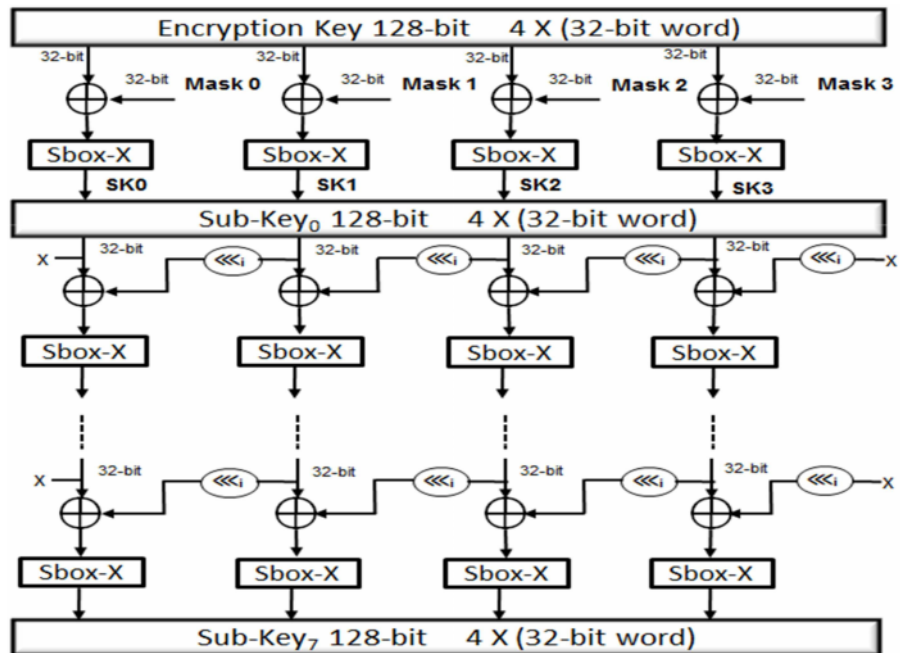 Encryption Key 128-bit 4 X (32-bit word)
32-bit 32-bit 32-bit 32-bit
32-bit Mask 0 32-bit Mask 1 32-bit Mask 2 32-bit Mask 3
Sbox-X Sbox-X Sbox-X Sbox-X
SK0 SK1 SK2 SK3
Sub-Key₀ 128-bit 4 X (32-bit word)
32-bit 32-bit 32-bit 32-bit
X <<<i <<<i <<<i <<<i X
Sbox-X Sbox-X Sbox-X Sbox-X
32-bit 32-bit 32-bit 32-bit
X <<<i <<<i <<<i <<<i X
Sbox-X Sbox-X Sbox-X Sbox-X
Sub-Key₇ 128-bit 4 X (32-bit word)